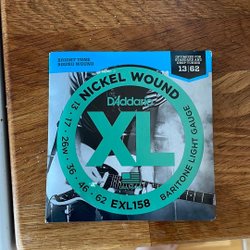 NICKEL WOUND
D'Addario
XL
13|62
13 - 17 - 26w - 36 - 46 - 62
EXL158
BARITONE LIGHT GAUGE